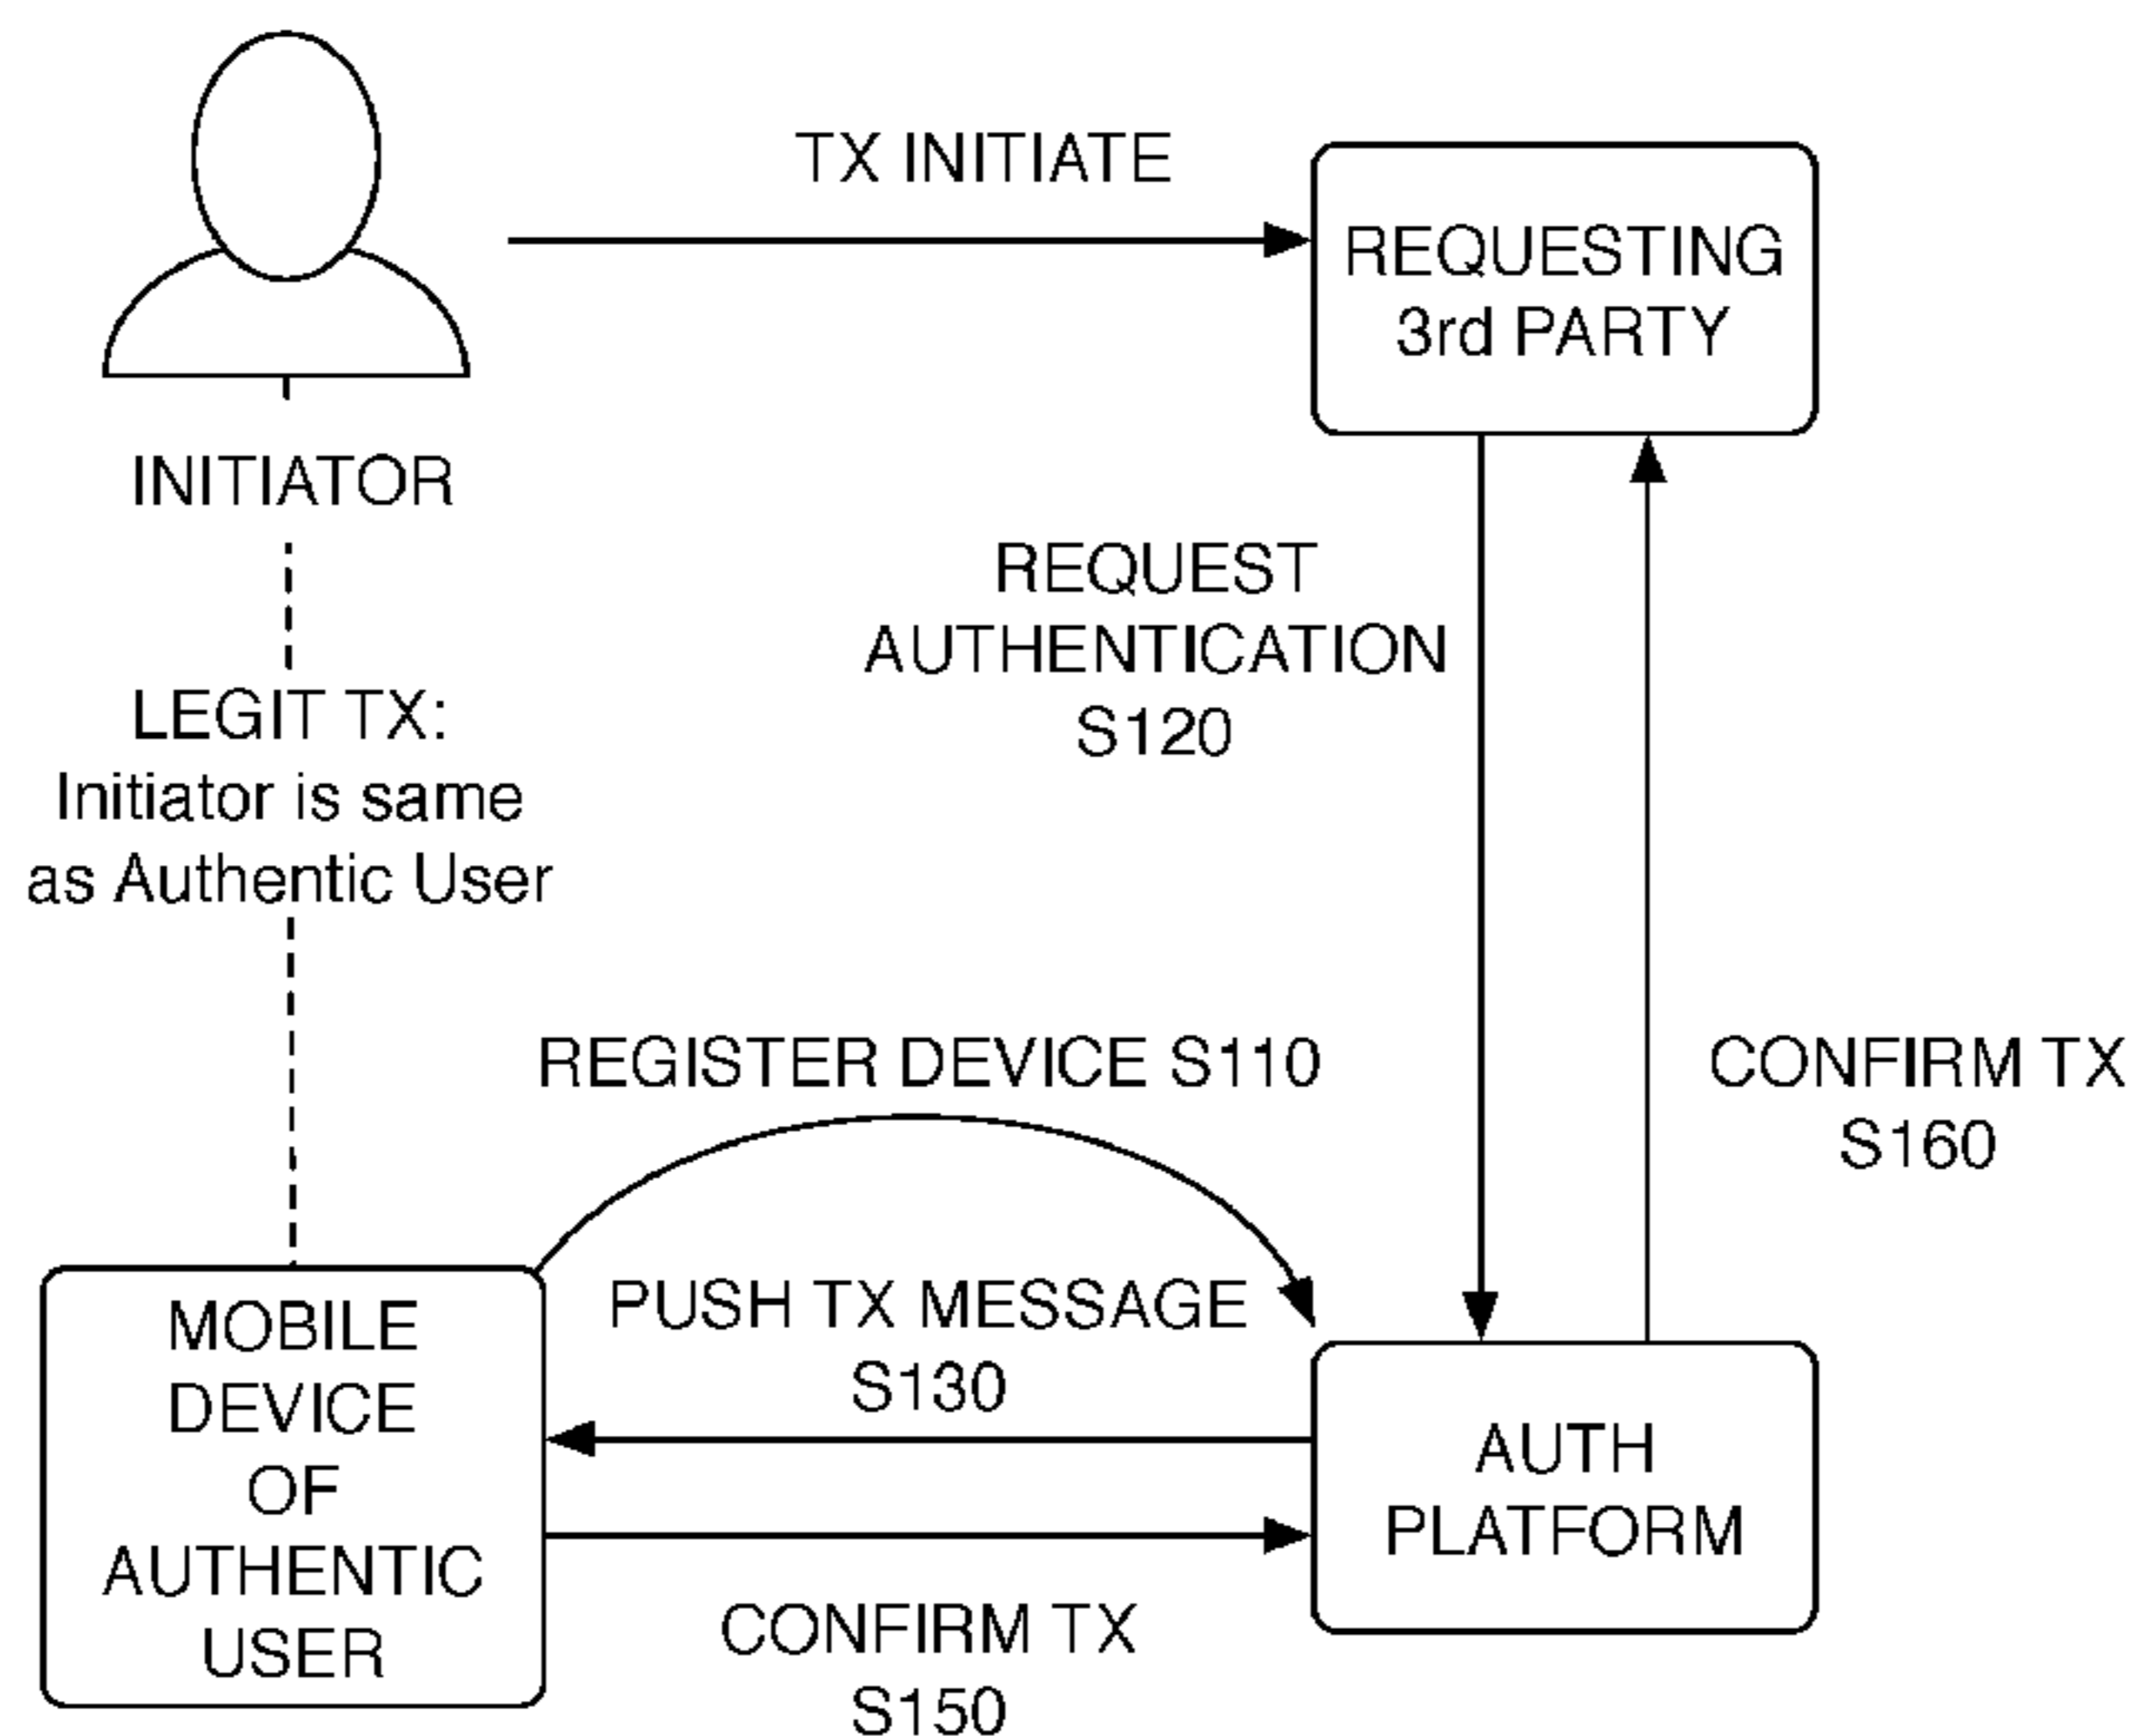 TX INITIATE
REQUESTING
3rd PARTY
INITIATOR
REQUEST
AUTHENTICATION
S120
LEGIT TX:
Initiator is same
as Authentic User
REGISTER DEVICE S110
CONFIRM TX
S160
PUSH TX MESSAGE
S130
MOBILE
DEVICE
OF
AUTHENTIC
USER
AUTH
PLATFORM
CONFIRM TX
S150